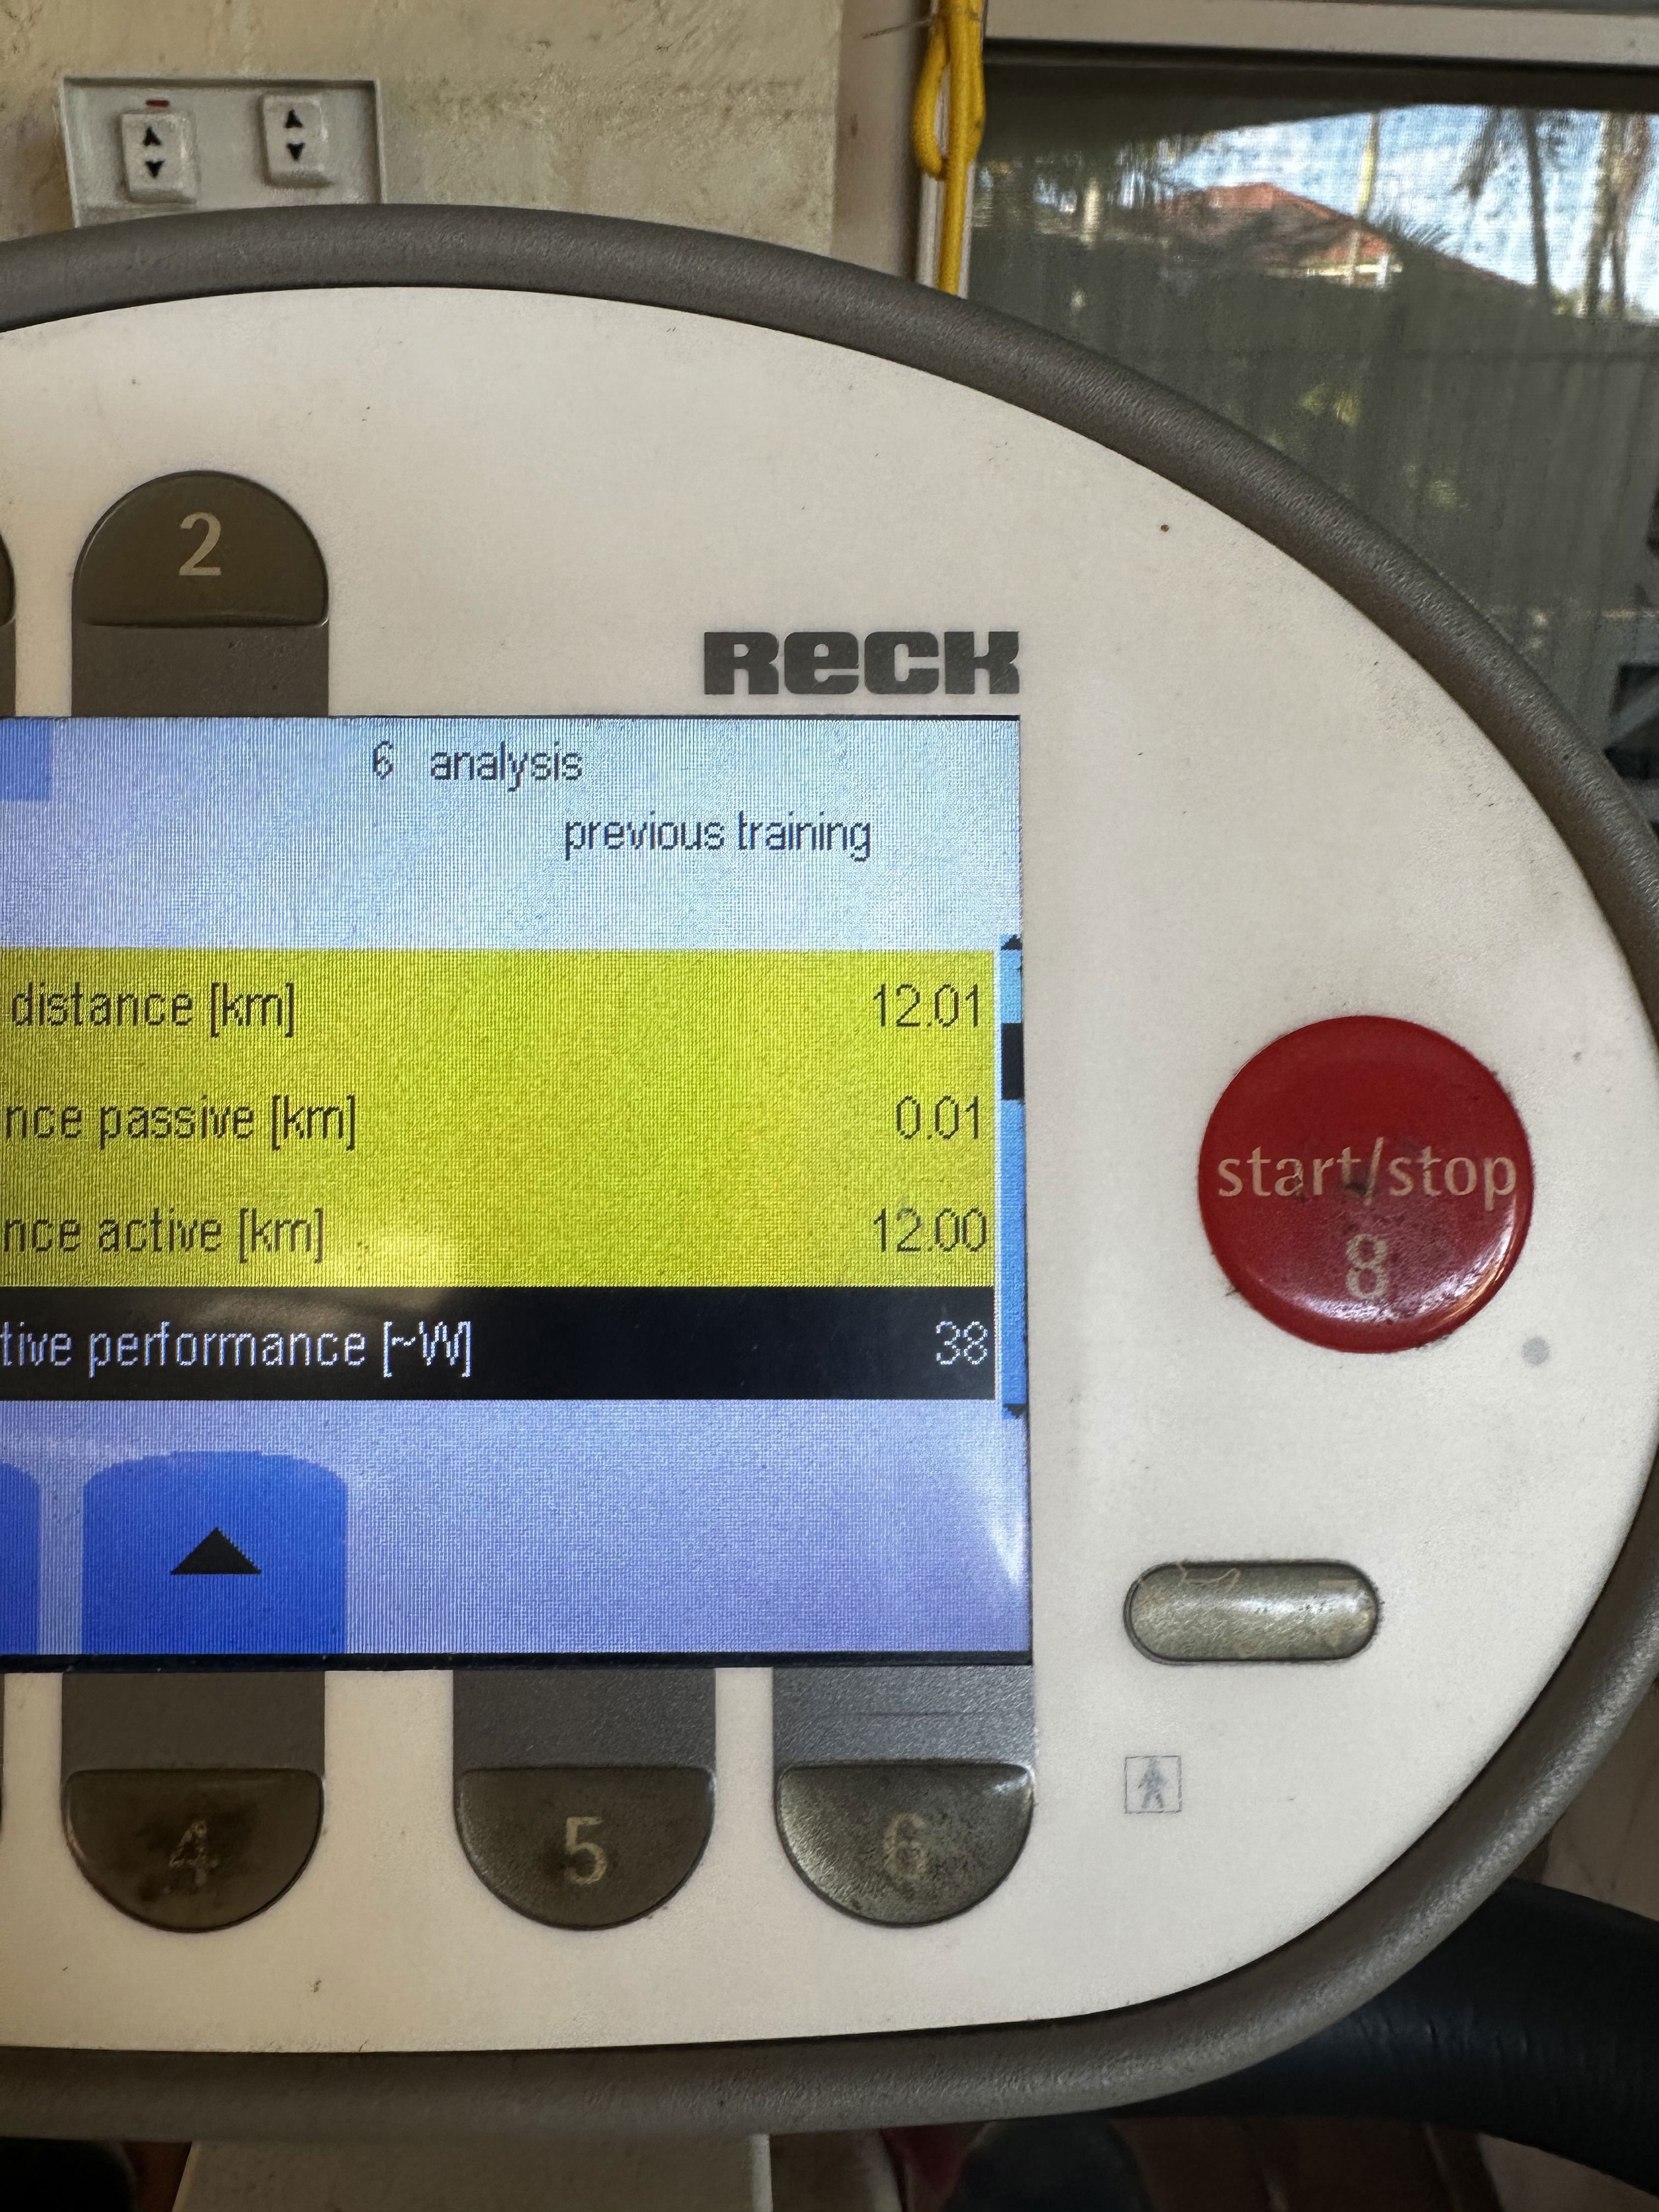 2
RECK
6 analysis
previous training
distance [km] 12.01
nce passive [km] 0.01
nce active [km] 12.00
tive performance [~W] 38
start/stop
8
4
5
6